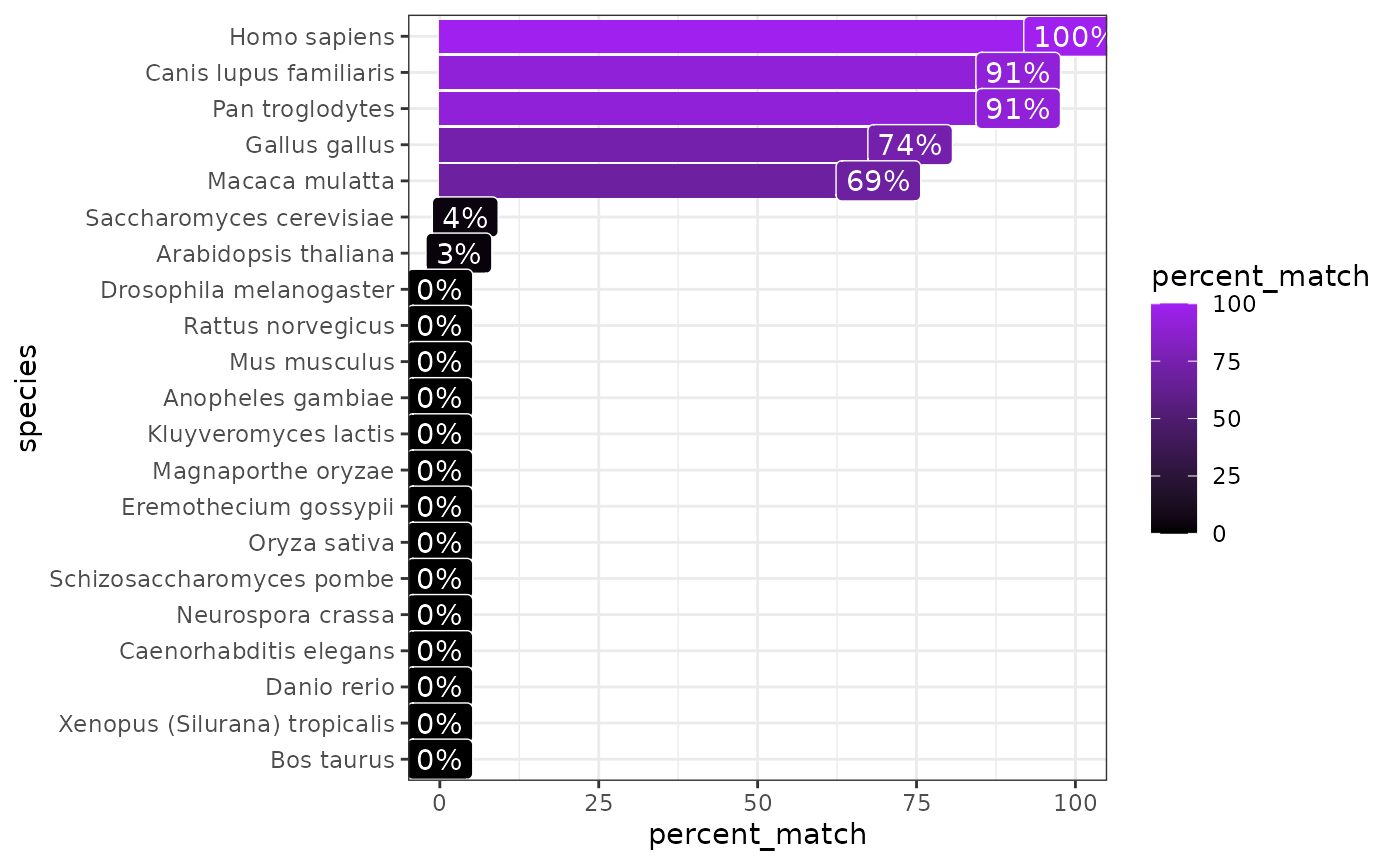 Homo sapiens 100%
Canis lupus familiaris 91%
Pan troglodytes 91%
Gallus gallus 74%
Macaca mulatta 69%
Saccharomyces cerevisiae 4%
Arabidopsis thaliana 3%
Drosophila melanogaster 0%
Rattus norvegicus 0%
Mus musculus 0%
Anopheles gambiae 0%
Kluyveromyces lactis 0%
Magnaporthe oryzae 0%
Eremothecium gossypii 0%
Oryza sativa 0%
Schizosaccharomyces pombe 0%
Neurospora crassa 0%
Caenorhabditis elegans 0%
Danio rerio 0%
Xenopus (Silurana) tropicalis 0%
Bos taurus 0%
0 25 50 75 100
percent_match
species
percent_match
100
75
50
25
0